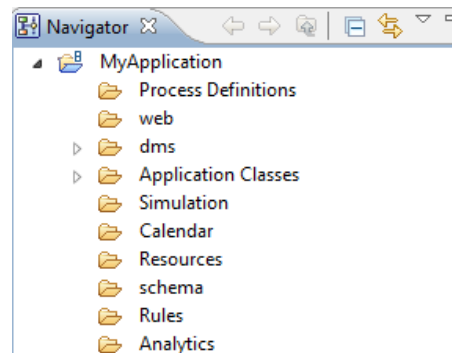 Navigator
MyApplication
Process Definitions
web
dms
Application Classes
Simulation
Calendar
Resources
schema
Rules
Analytics